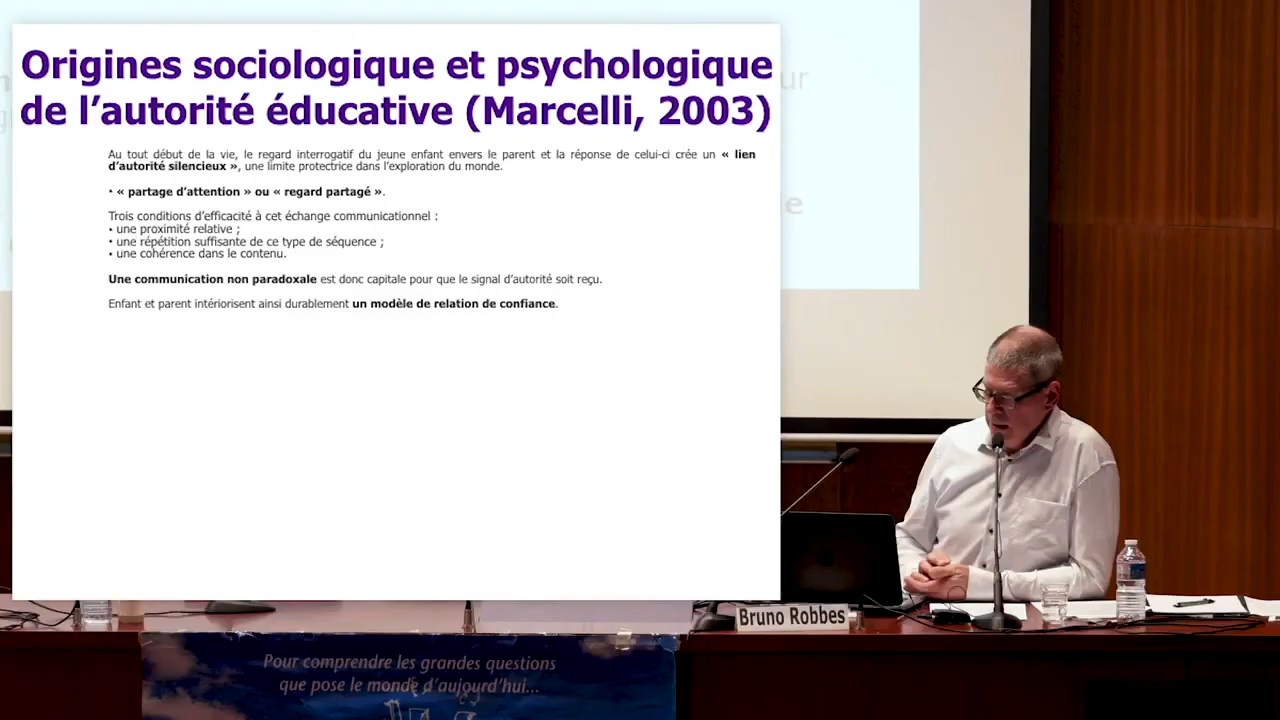 Origines sociologique et psychologique
de l’autorité éducative (Marcelli, 2003)
Au tout début de la vie, le regard interrogatif du jeune enfant envers le parent et la réponse de celui-ci crée un « lien
d’autorité silencieux », une limite protectrice dans l’exploration du monde.
• « partage d’attention » ou « regard partagé ».
Trois conditions d’efficacité à cet échange communicationnel :
• une proximité relative ;
• une répétition suffisante de ce type de séquence ;
• une cohérence dans le contenu.
Une communication non paradoxale est donc capitale pour que le signal d’autorité soit reçu.
Enfant et parent intériorisent ainsi durablement un modèle de relation de confiance.
Bruno Robbes
Pour comprendre les grandes questions
que pose le monde d’aujourd’hui...